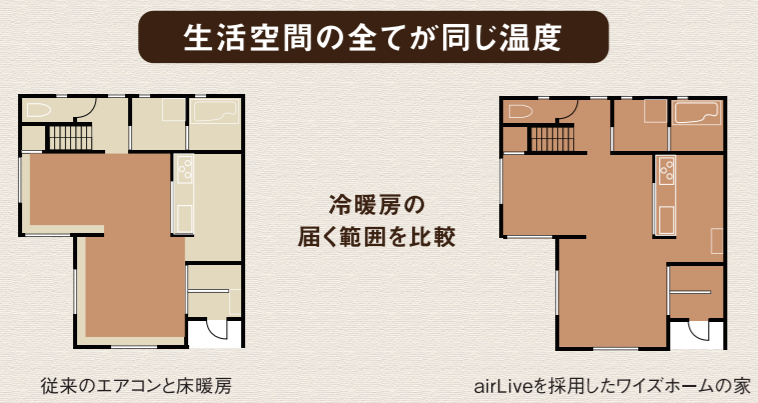 生活空間の全てが同じ温度
冷暖房の
届く範囲を比較
従来のエアコンと床暖房
airLiveを採用したワイズホームの家